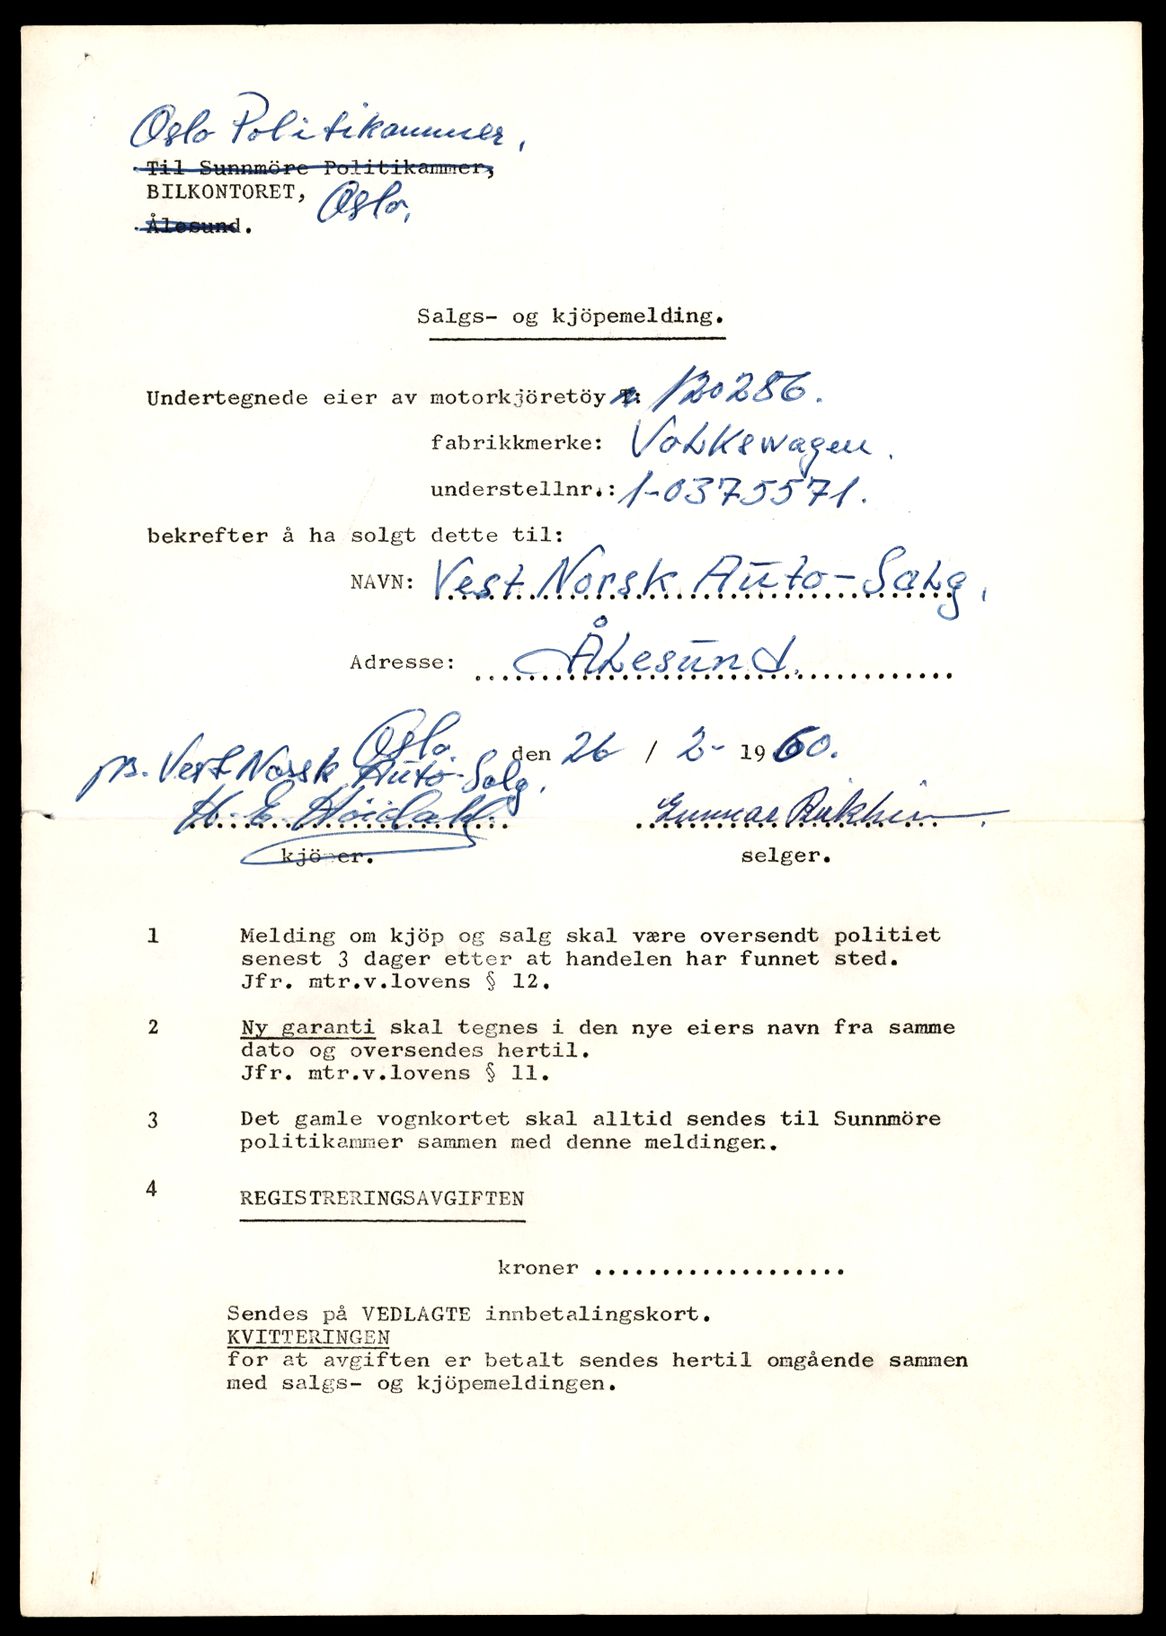 Oslo Politikammer,
Til Sunnmöre Politikammer,
BILKONTORET, Oslo,
Ålesund.
Salgs- og kjöpemelding.
Undertegnede eier av motorkjöretöy : 120286.
fabrikkmerke: Volkswagen.
understellnr.: 1-0375571.
bekrefter å ha solgt dette til:
NAVN: Vest Norsk Auto-Salg,
Adresse: Ålesund.
Oslo. den 26 / 2- 1960.
pr. Vest Norsk Auto-Salg,
H. E. Gunnar
kjöper. selger.
1 Melding om kjöp og salg skal være oversendt politiet
senest 3 dager etter at handelen har funnet sted.
Jfr. mtr.v.lovens § 12.
2 Ny garanti skal tegnes i den nye eiers navn fra samme
dato og oversendes hertil.
Jfr. mtr.v.lovens § 11.
3 Det gamle vognkortet skal alltid sendes til Sunnmöre
politikammer sammen med denne meldingen.
4 REGISTRERINGSAVGIFTEN
kroner ...................
Sendes på VEDLAGTE innbetalingskort.
KVITTERINGEN
for at avgiften er betalt sendes hertil omgående sammen
med salgs- og kjöpemeldingen.